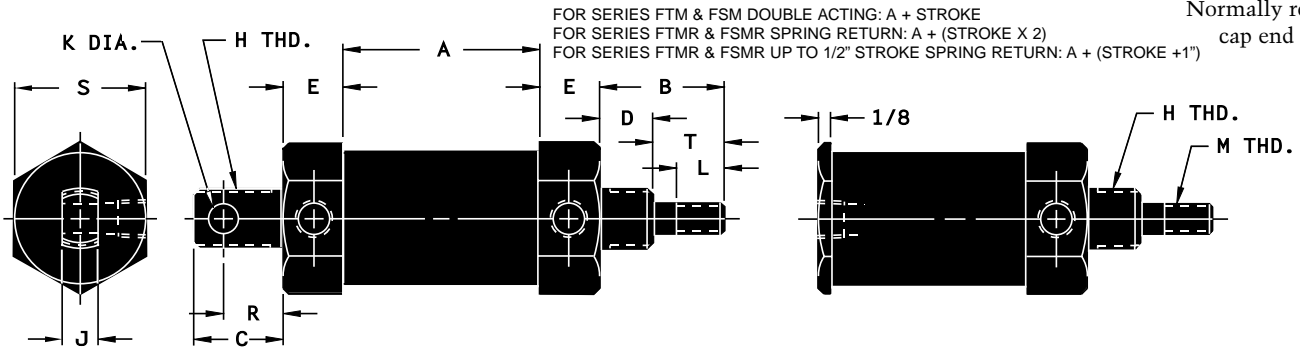 FOR SERIES FTM & FSM DOUBLE ACTING: A + STROKE
FOR SERIES FTMR & FSMR SPRING RETURN: A + (STROKE X 2)
FOR SERIES FTMR & FSMR UP TO 1/2” STROKE SPRING RETURN: A + (STROKE +1”)
Normally
cap end
K DIA.
H THD.
A
S
E
E
B
D
T
L
1/8
H THD.
M THD.
R
J
C